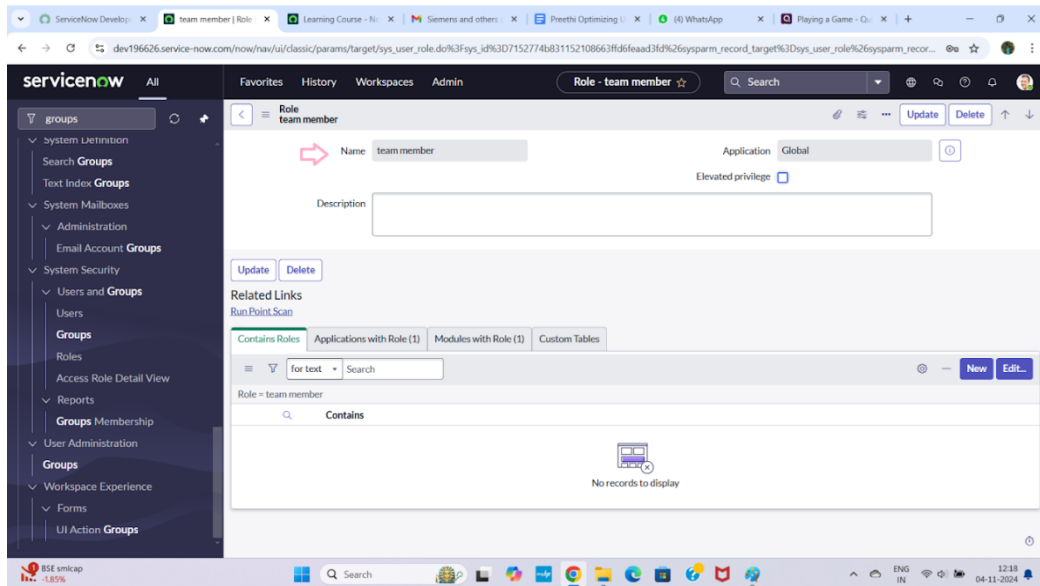 ServiceNow Develop
team member | Role
Learning Course - N
Siemens and others
Preethi Optimizing U
(4) WhatsApp
Playing a Game - Qu
dev196626.service-now.com/now/nav/ui/classic/params/target/sys_user_role.do%3Fsys_id%3D7152774b831152108663ffd6feaad3fd%26sysparm_record_target%3Dsys_user_role%26sysparm_recor...
servicenow All Favorites History Workspaces Admin Role - team member Search
groups
Role
team member
Update Delete
System Definition
Search Groups
Text Index Groups
System Mailboxes
Administration
Email Account Groups
System Security
Users and Groups
Users
Groups
Roles
Access Role Detail View
Reports
Groups Membership
User Administration
Groups
Workspace Experience
Forms
UI Action Groups
Name team member
Application Global
Elevated privilege
Description
Update Delete
Related Links
Run Point Scan
Contains Roles Applications with Role (1) Modules with Role (1) Custom Tables
for text Search New Edit...
Role = team member
Contains
No records to display
BSE smlcap
-1.85%
Search
ENG
IN
12:18
04-11-2024